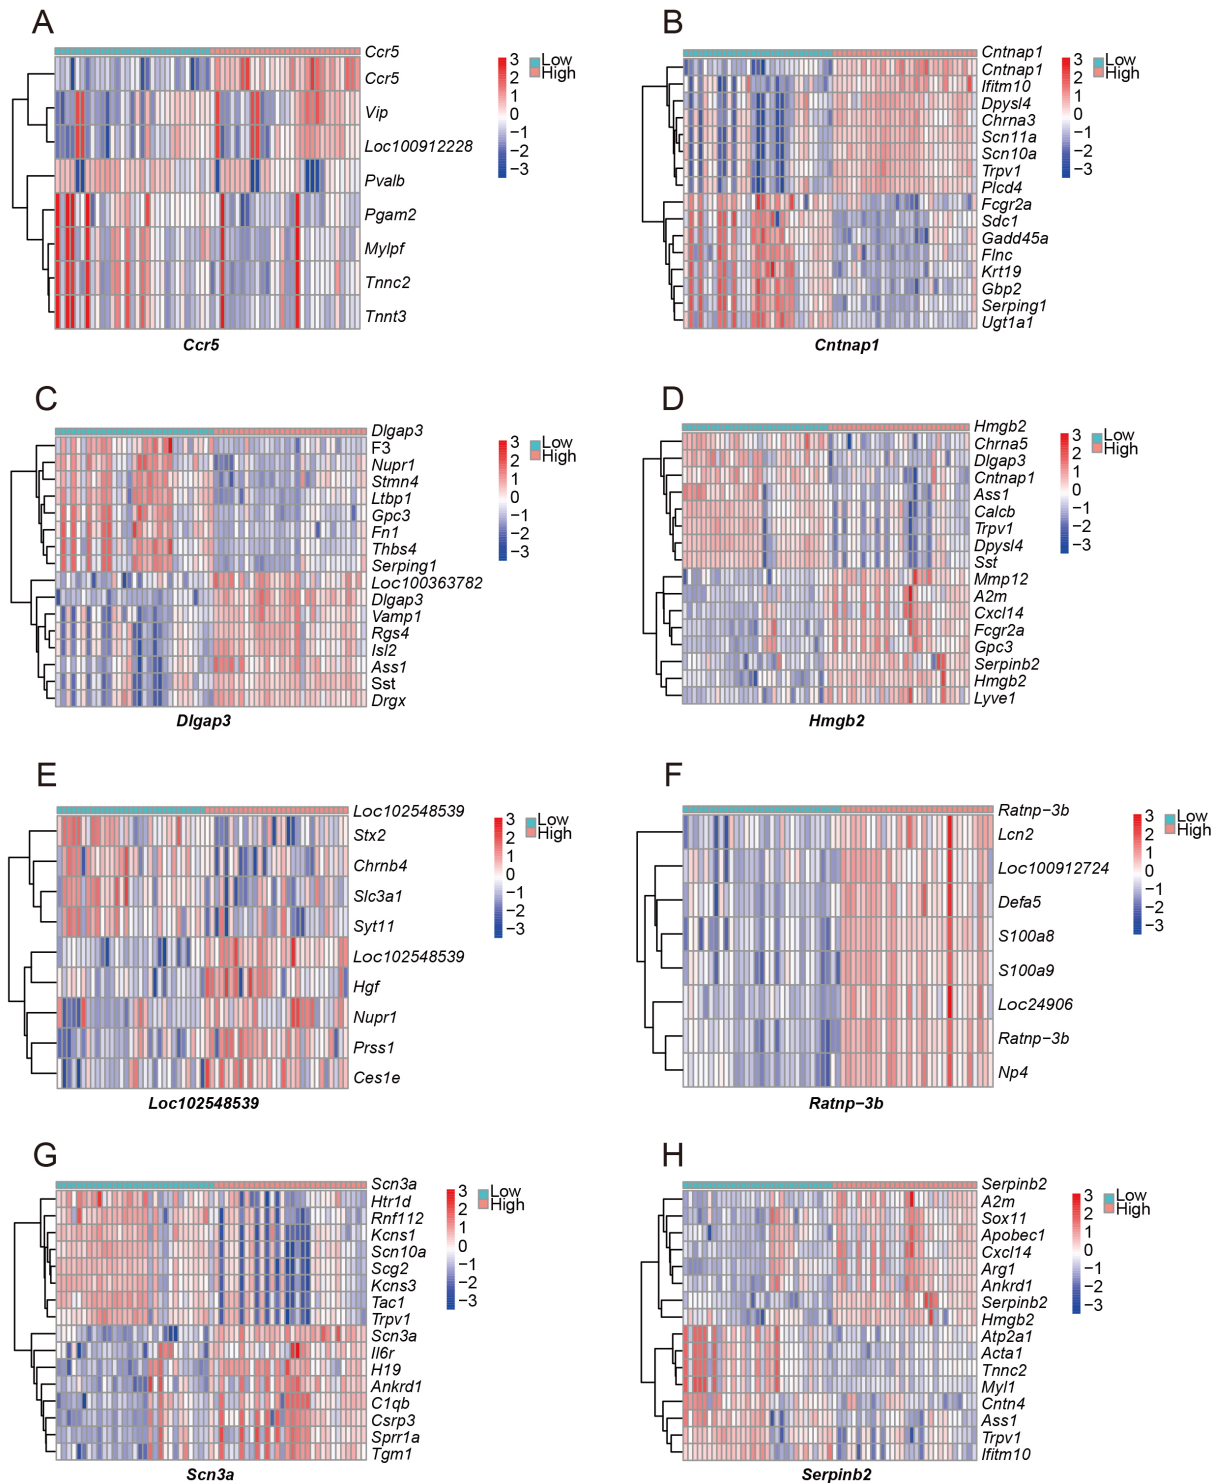 A
Ccr5
Ccr5
Vip
Loc100912228
Pvalb
Pgam2
Mylpf
Tnnc2
Tnnt3
3
2
1
0
−1
−2
−3
Low
High
Ccr5
B
Cntnap1
Cntnap1
Ifitm10
Dpysl4
Chrna3
Scn11a
Scn10a
Trpv1
Plcd4
Fcgr2a
Sdc1
Gadd45a
Flnc
Krt19
Gbp2
Serping1
Ugt1a1
3
2
1
0
−1
−2
−3
Low
High
Cntnap1
C
Dlgap3
F3
Nupr1
Stmn4
Ltbp1
Gpc3
Fn1
Thbs4
Serping1
Loc100363782
Dlgap3
Vamp1
Rgs4
Isl2
Ass1
Sst
Drgx
3
2
1
0
−1
−2
−3
Low
High
Dlgap3
D
Hmgb2
Chrna5
Dlgap3
Cntnap1
Ass1
Calcb
Trpv1
Dpysl4
Sst
Mmp12
A2m
Cxcl14
Fcgr2a
Gpc3
Serpinb2
Hmgb2
Lyve1
3
2
1
0
−1
−2
−3
Low
High
Hmgb2
E
Loc102548539
Stx2
Chrnb4
Slc3a1
Syt11
Loc102548539
Hgf
Nupr1
Prss1
Ces1e
3
2
1
0
−1
−2
−3
Low
High
Loc102548539
F
Ratnp−3b
Lcn2
Loc100912724
Defa5
S100a8
S100a9
Loc24906
Ratnp−3b
Np4
3
2
1
0
−1
−2
−3
Low
High
Ratnp−3b
G
Scn3a
Htr1d
Rnf112
Kcns1
Scn10a
Scg2
Kcns3
Tac1
Trpv1
Scn3a
Il6r
H19
Ankrd1
C1qb
Csrp3
Sprr1a
Tgm1
3
2
1
0
−1
−2
−3
Low
High
Scn3a
H
Serpinb2
A2m
Sox11
Apobec1
Cxcl14
Arg1
Ankrd1
Serpinb2
Hmgb2
Atp2a1
Acta1
Tnnc2
Myl1
Cntn4
Ass1
Trpv1
Ifitm10
3
2
1
0
−1
−2
−3
Low
High
Serpinb2